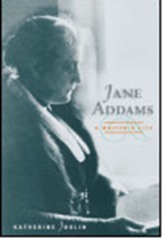 JANE
ADDAMS
A WRITER'S LIFE
KATHERINE JOSLIN